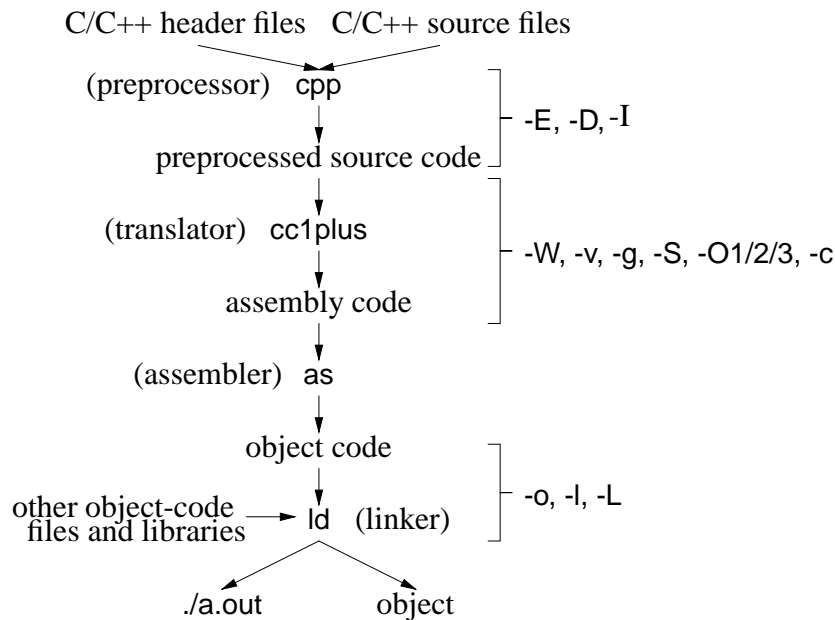 C/C++ header files C/C++ source files
(preprocessor) cpp
-E, -D, -I
preprocessed source code
(translator) cc1plus
-W, -v, -g, -S, -O1/2/3, -c
assembly code
(assembler) as
object code
-o, -l, -L
other object-code
files and libraries
ld (linker)
./a.out object